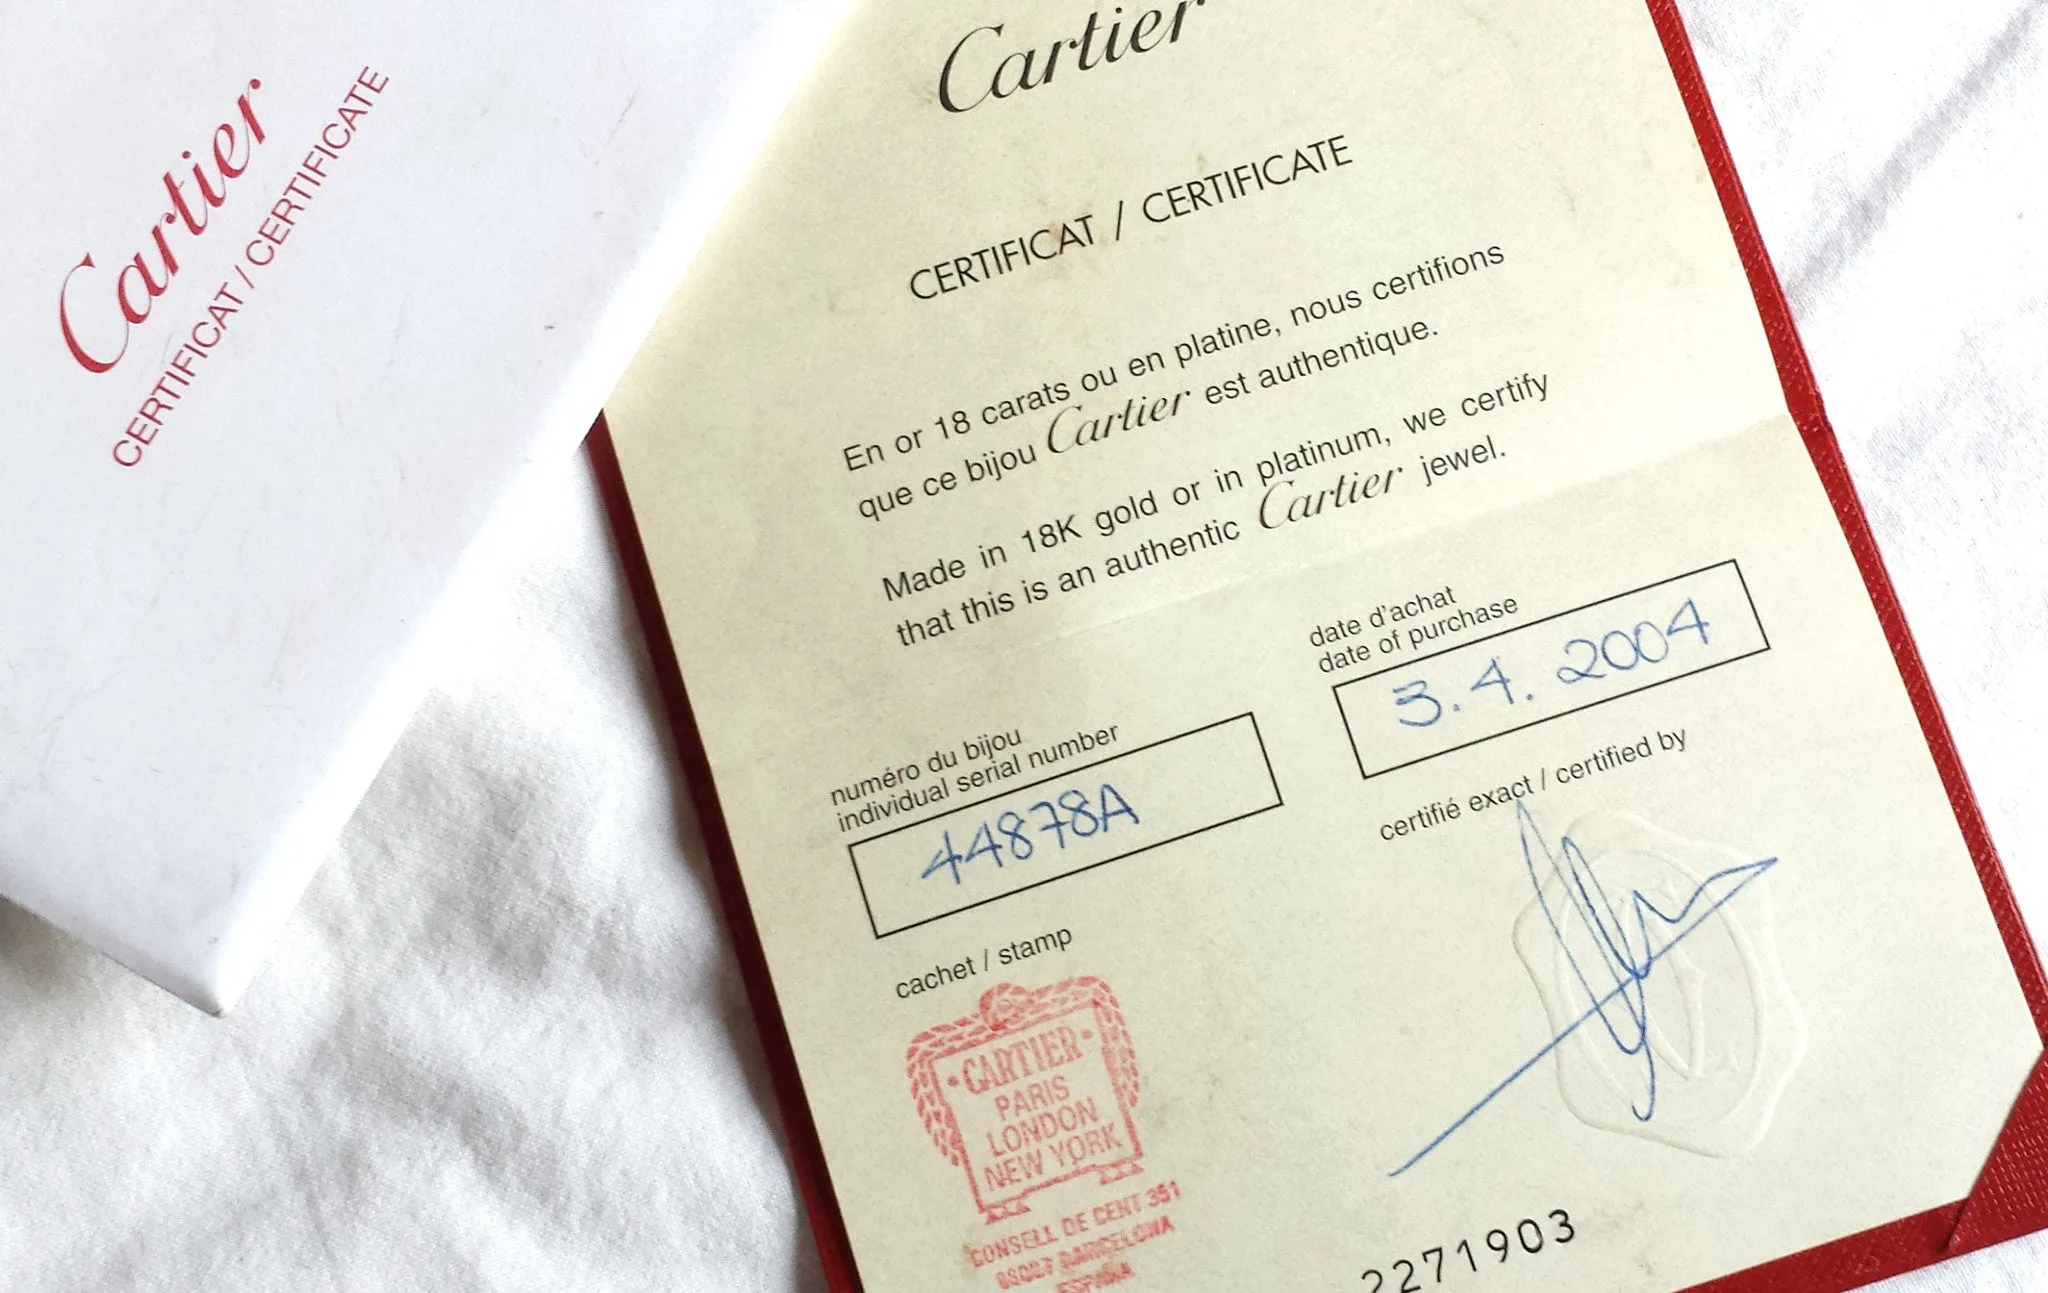 Cartier
CERTIFICAT / CERTIFICATE
Cartier
CERTIFICAT / CERTIFICATE
En or 18 carats ou en platine, nous certifions
que ce bijou Cartier est authentique.
Made in 18K gold or in platinum, we certify
that this is an authentic Cartier jewel.
date d'achat
date of purchase
3.4.2004
numéro du bijou
individual serial number
44878A
certifié exact / certified by
cachet / stamp
CARTIER
PARIS
LONDON
NEW YORK
CONSELL DE CENT 351
BARCELONA
ESPAÑA
2271903